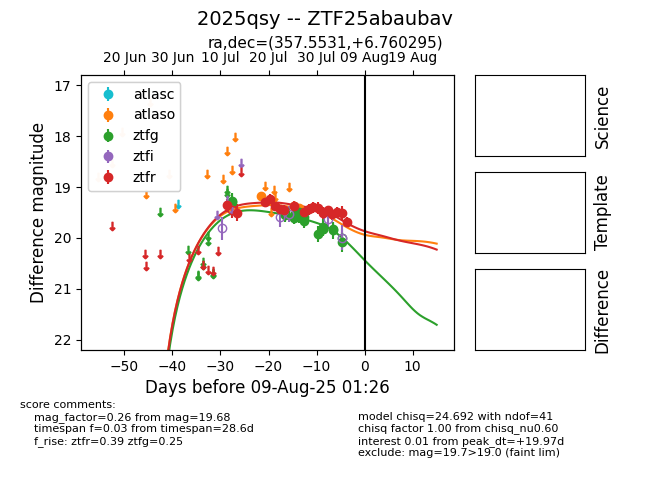 2025qsy -- ZTF25abaubav
ra,dec=(357.5531,+6.760295)
20 Jun 30 Jun 10 Jul 20 Jul 30 Jul 09 Aug 19 Aug
17
18
19
20
21
22
Difference magnitude
atlasc
atlaso
ztfg
ztfi
ztfr
−50 −40 −30 −20 −10 0 10
Days before 09-Aug-25 01:26
Science
Template
Difference
score comments:
mag_factor=0.26 from mag=19.68
timespan f=0.03 from timespan=28.6d
f_rise: ztfr=0.39 ztfg=0.25
model chisq=24.692 with ndof=41
chisq factor 1.00 from chisq_nu0.60
interest 0.01 from peak_dt=+19.97d
exclude: mag=19.7>19.0 (faint lim)